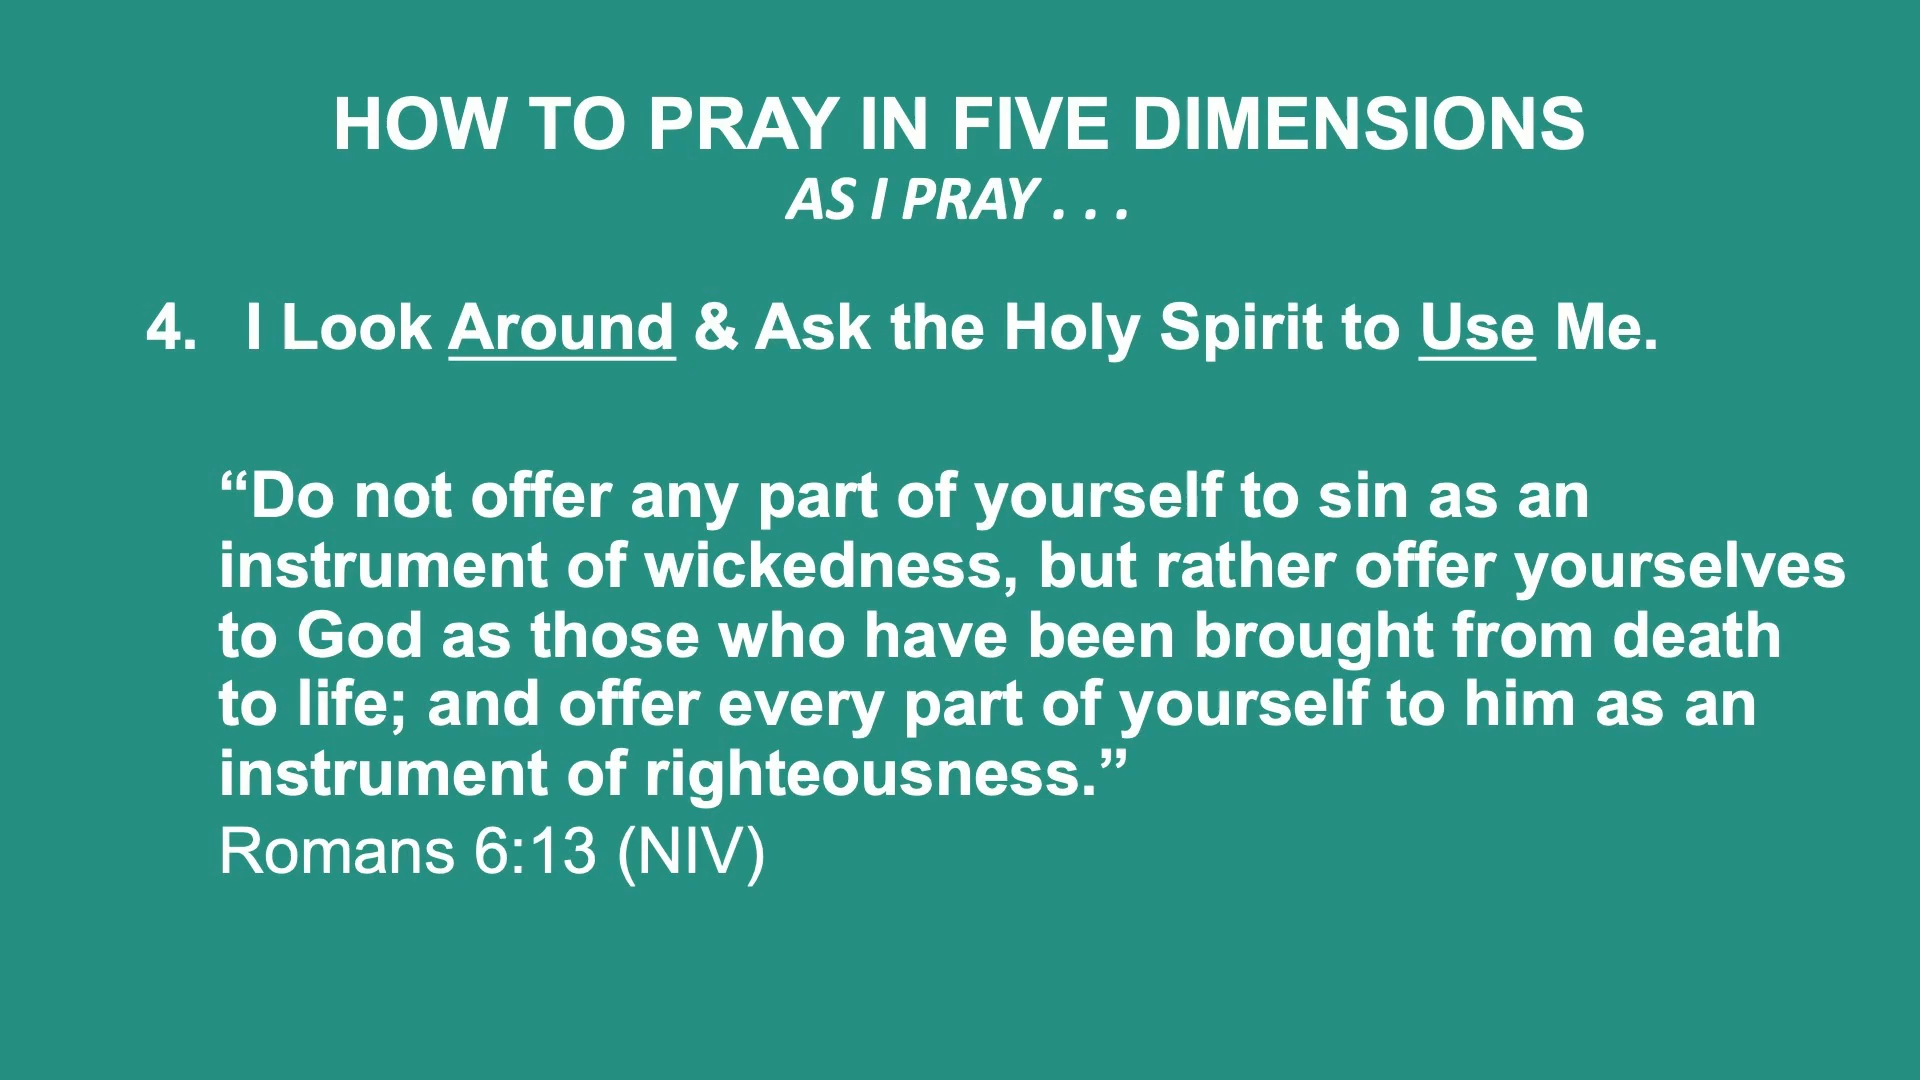 HOW TO PRAY IN FIVE DIMENSIONS
AS I PRAY . . .
4. I Look Around & Ask the Holy Spirit to Use Me.
“Do not offer any part of yourself to sin as an
instrument of wickedness, but rather offer yourselves
to God as those who have been brought from death
to life; and offer every part of yourself to him as an
instrument of righteousness.”
Romans 6:13 (NIV)